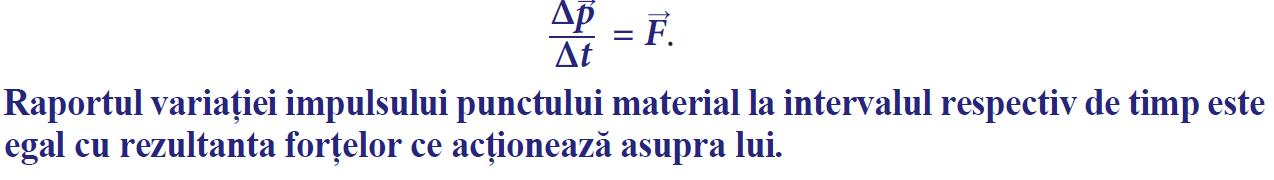 Δp⃗/Δt = F⃗.
Raportul variației impulsului punctului material la intervalul respectiv de timp este
egal cu rezultanta forțelor ce acționează asupra lui.